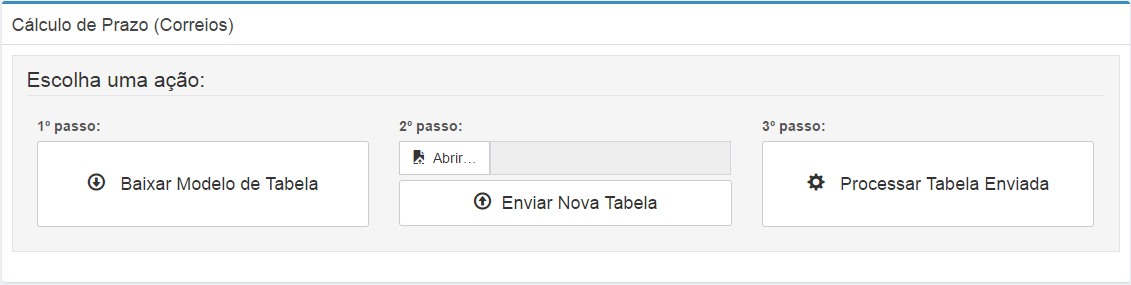 Cálculo de Prazo (Correios)
Escolha uma ação:
1º passo:
Baixar Modelo de Tabela
2º passo:
Abrir...
Enviar Nova Tabela
3º passo:
Processar Tabela Enviada